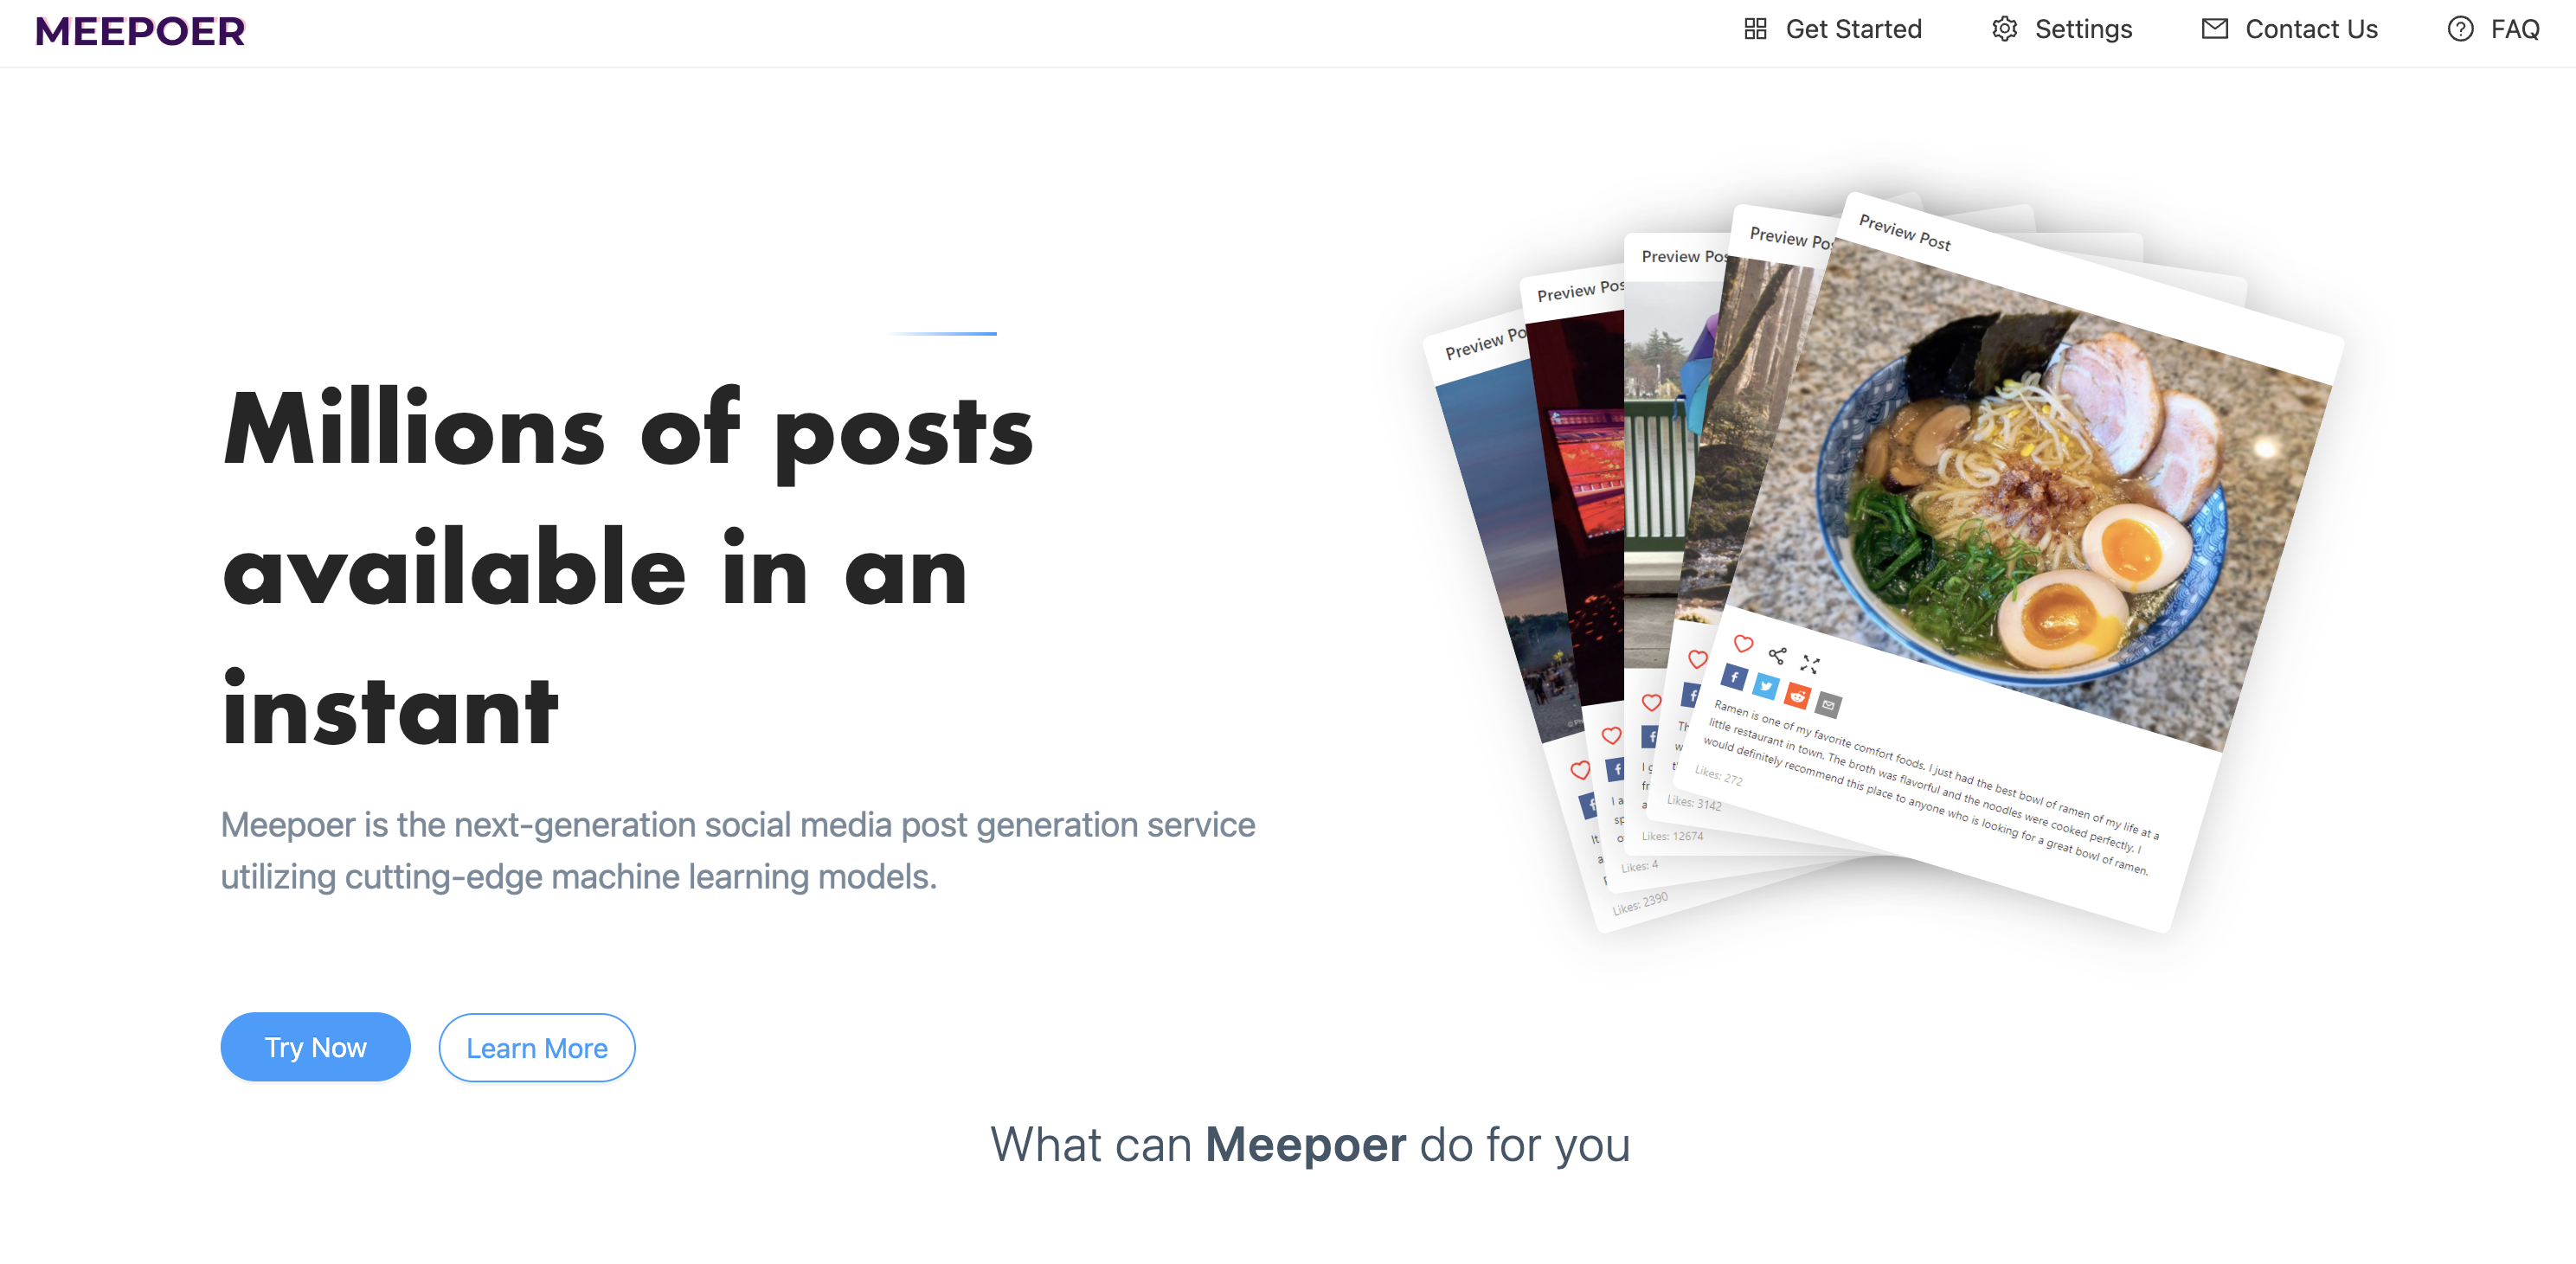 MEEPOER
Get Started
Settings
Contact Us
FAQ
Millions of posts
available in an
instant
Meepoer is the next-generation social media post generation service
utilizing cutting-edge machine learning models.
Try Now
Learn More
Preview Po
Preview Pos
Preview Pos
Preview Pos
Preview Post
Ramen is one of my favorite comfort foods. I just had the best bowl of ramen of my life at a
little restaurant in town. The broth was flavorful and the noodles were cooked perfectly. I
would definitely recommend this place to anyone who is looking for a great bowl of ramen.
Likes: 272
Likes: 3142
Likes: 12674
Likes: 4
Likes: 2390
What can Meepoer do for you